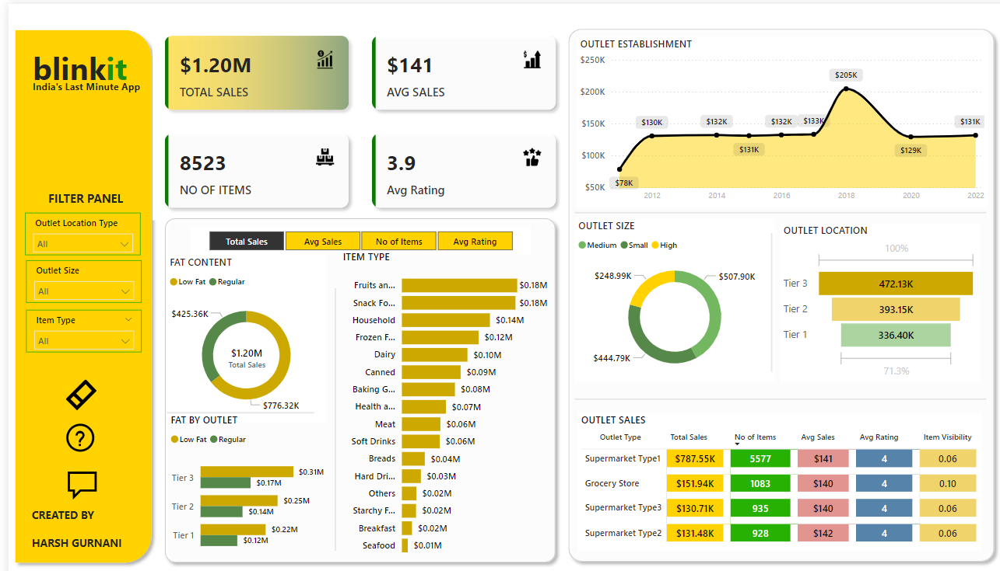 blinkit
India's Last Minute App
FILTER PANEL
Outlet Location Type
All
Outlet Size
All
Item Type
All
?
CREATED BY
HARSH GURNANI
$1.20M
TOTAL SALES
$
$141
AVG SALES
$
8523
NO OF ITEMS
3.9
Avg Rating
Total Sales Avg Sales No of Items Avg Rating
FAT CONTENT
Low Fat Regular
$425.36K
$1.20M
Total Sales
$776.32K
FAT BY OUTLET
Low Fat Regular
Tier 3 $0.31M
$0.17M
Tier 2 $0.25M
$0.14M
Tier 1 $0.22M
$0.12M
ITEM TYPE
Fruits an... $0.18M
Snack Fo... $0.18M
Household $0.14M
Frozen F... $0.12M
Dairy $0.10M
Canned $0.09M
Baking G... $0.08M
Health a... $0.07M
Meat $0.06M
Soft Drinks $0.06M
Breads $0.04M
Hard Dri... $0.03M
Others $0.02M
Starchy F... $0.02M
Breakfast $0.02M
Seafood $0.01M
OUTLET ESTABLISHMENT
$250K
$200K
$150K
$100K
$50K
$78K
$130K
$132K
$131K
$132K
$133K
$205K
$129K
$131K
2012 2014 2016 2018 2020 2022
OUTLET SIZE
Medium Small High
$248.99K
$507.90K
$444.79K
OUTLET LOCATION
100%
Tier 3 472.13K
Tier 2 393.15K
Tier 1 336.40K
71.3%
OUTLET SALES
Outlet Type Total Sales No of Items Avg Sales Avg Rating Item Visibility
Supermarket Type1 $787.55K 5577 $141 4 0.06
Grocery Store $151.94K 1083 $140 4 0.10
Supermarket Type3 $130.71K 935 $140 4 0.06
Supermarket Type2 $131.48K 928 $142 4 0.06